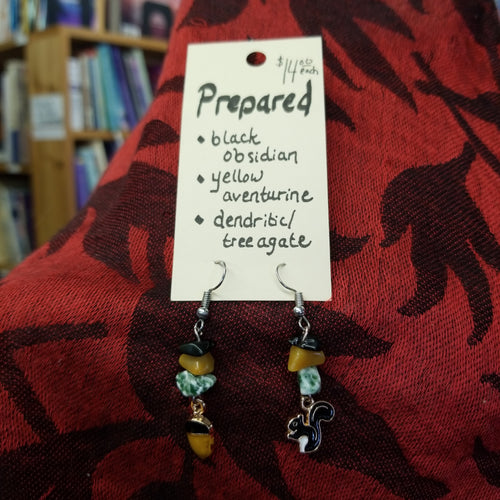 $14.00
each
Prepared
• black
obsidian
• yellow
aventurine
• dendritic/
tree agate